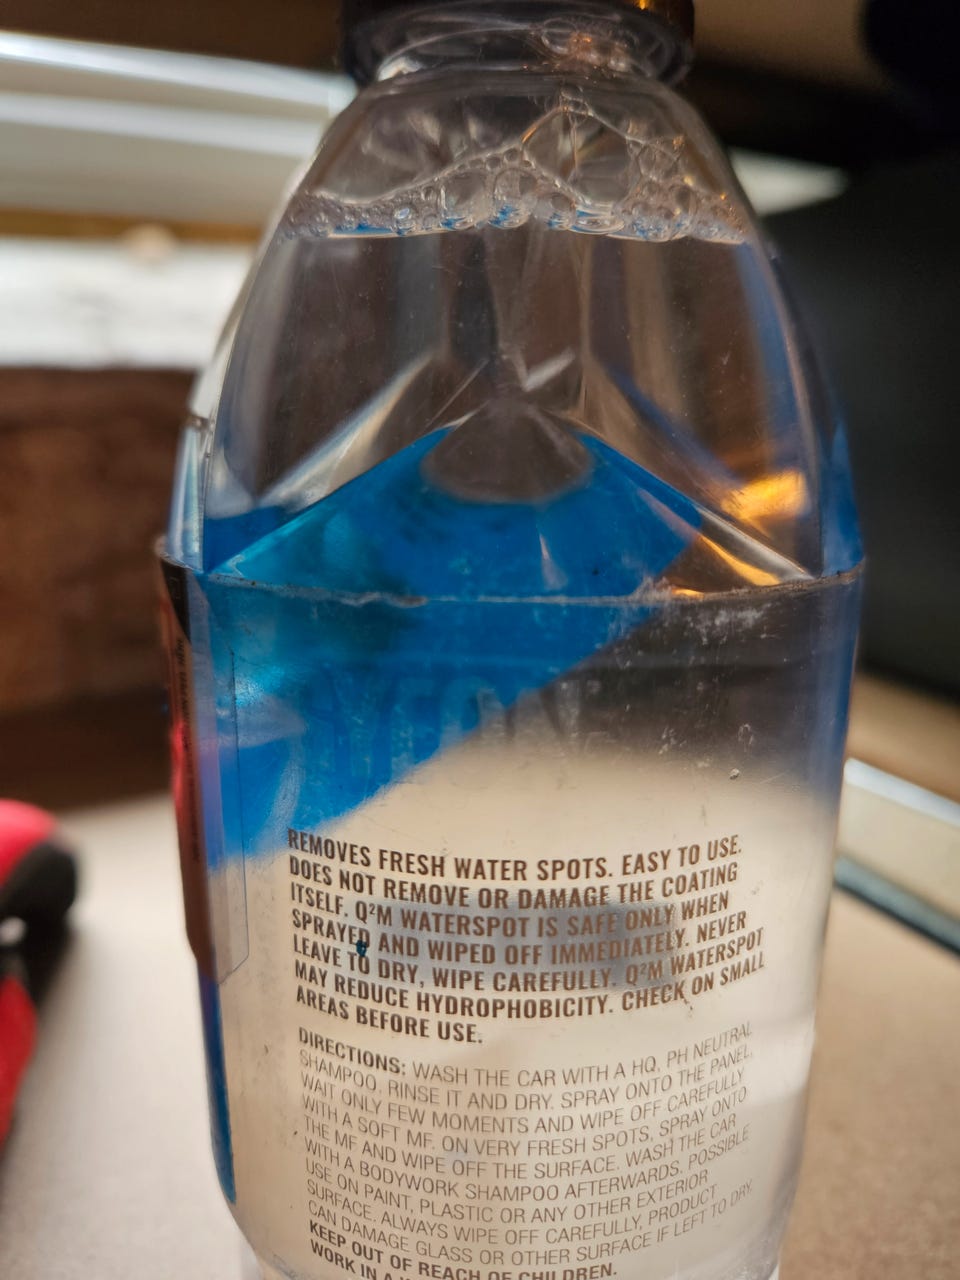 REMOVES FRESH WATER SPOTS. EASY TO USE.
DOES NOT REMOVE OR DAMAGE THE COATING
ITSELF. Q²M WATERSPOT IS SAFE ONLY WHEN
SPRAYED AND WIPED OFF IMMEDIATELY. NEVER
LEAVE TO DRY, WIPE CAREFULLY. Q²M WATERSPOT
MAY REDUCE HYDROPHOBICITY. CHECK ON SMALL
AREAS BEFORE USE.
DIRECTIONS: WASH THE CAR WITH A HQ, PH NEUTRAL
SHAMPOO, RINSE IT AND DRY. SPRAY ONTO THE PANEL,
WAIT ONLY FEW MOMENTS AND WIPE OFF CAREFULLY
WITH A SOFT MF. ON VERY FRESH SPOTS, SPRAY ONTO
THE MF AND WIPE OFF THE SURFACE. WASH THE CAR
WITH A BODYWORK SHAMPOO AFTERWARDS. POSSIBLE
USE ON PAINT, PLASTIC OR ANY OTHER EXTERIOR
SURFACE. ALWAYS WIPE OFF CAREFULLY, PRODUCT
CAN DAMAGE GLASS OR OTHER SURFACE IF LEFT TO DRY.
KEEP OUT OF REACH OF CHILDREN.
WORK IN A